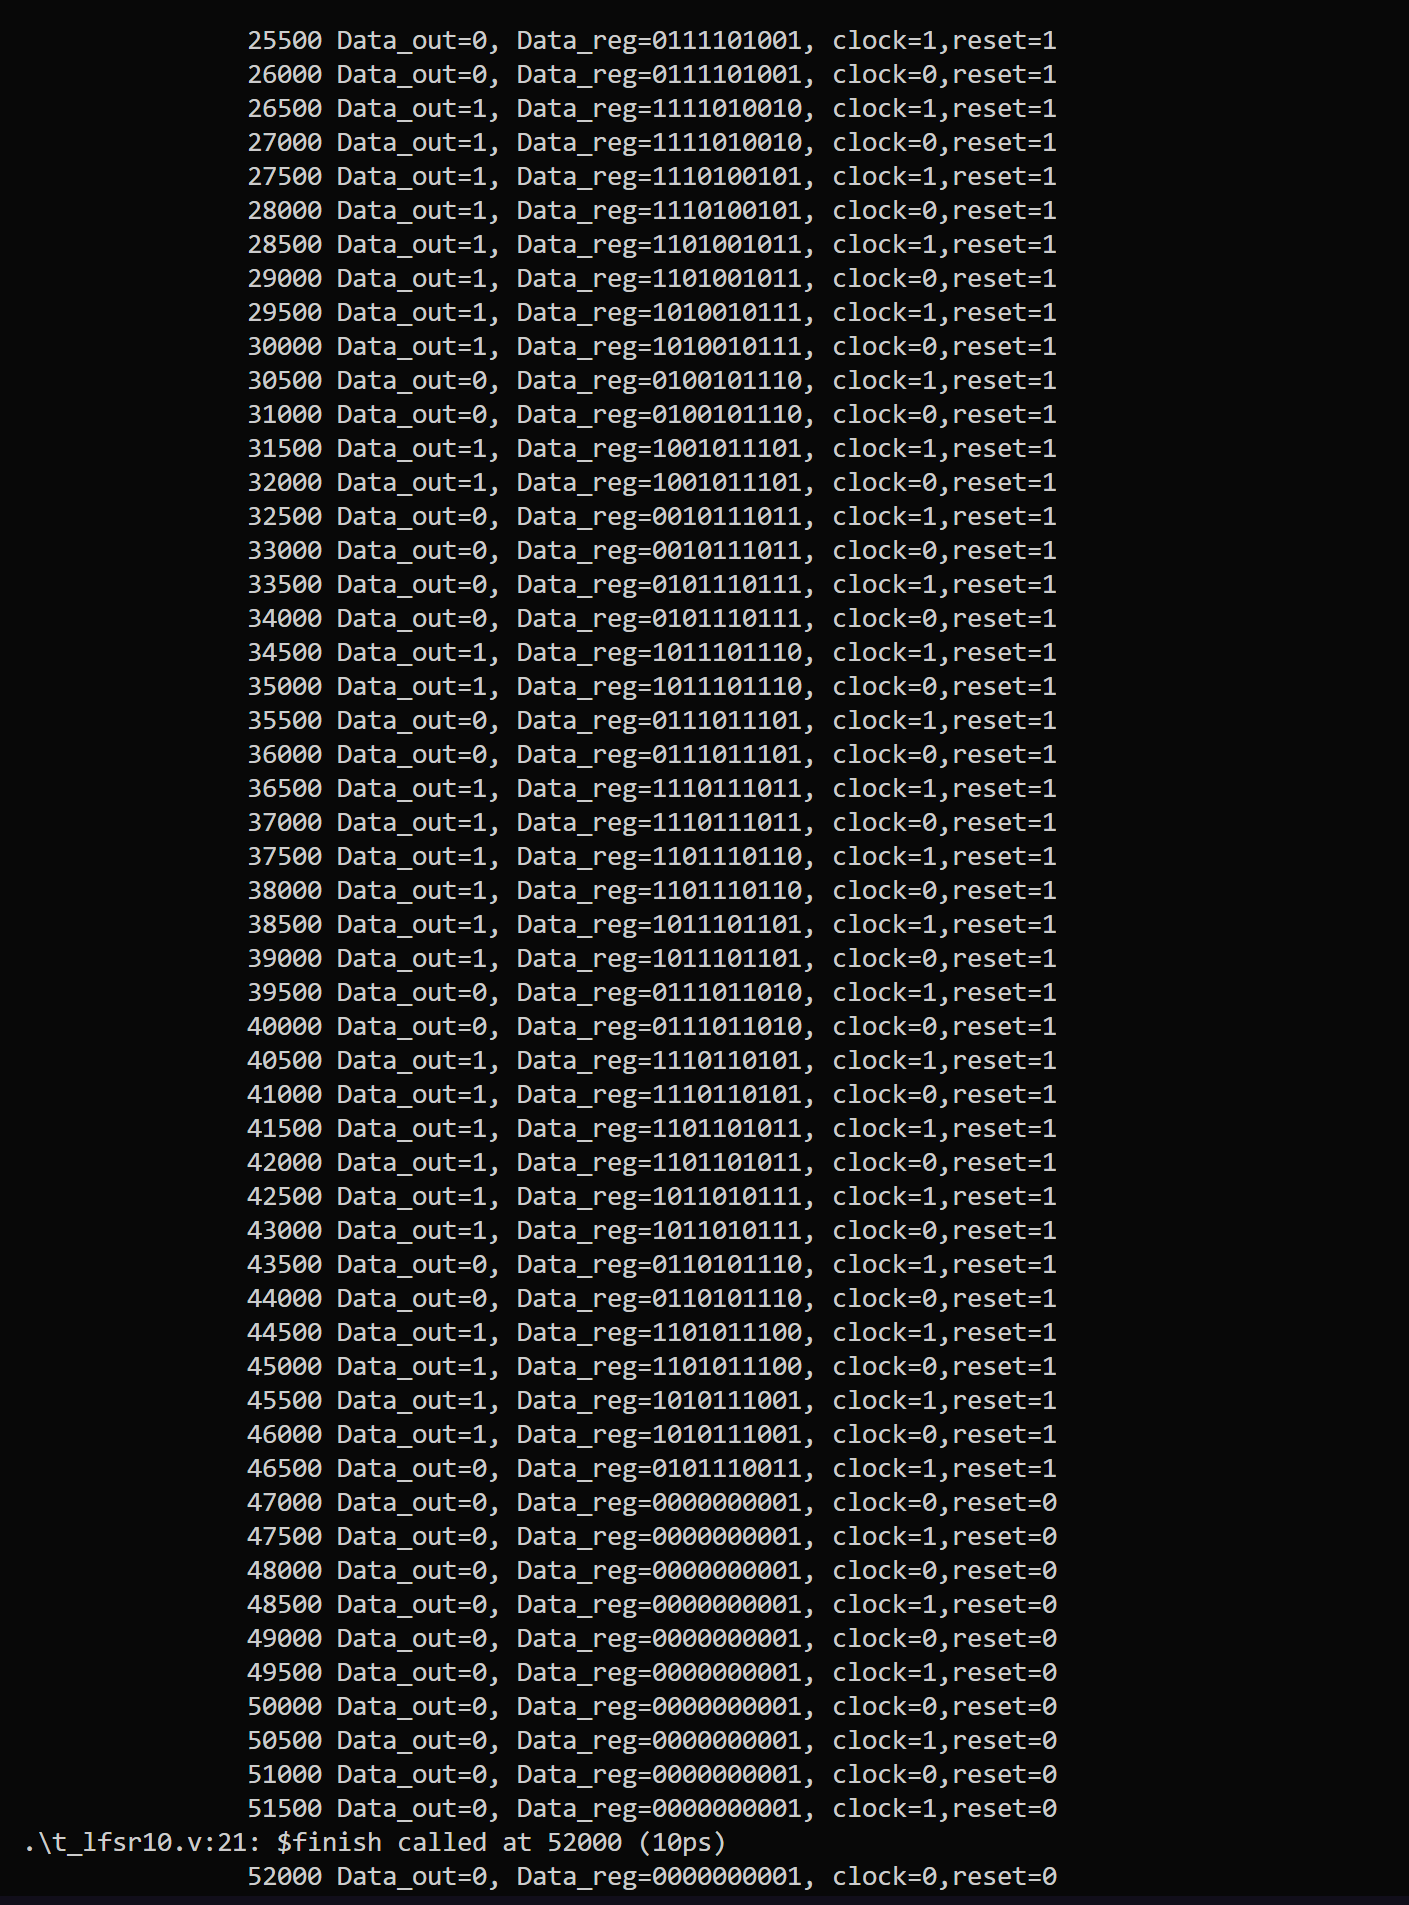 25500 Data_out=0, Data_reg=0111101001, clock=1,reset=1
26000 Data_out=0, Data_reg=0111101001, clock=0,reset=1
26500 Data_out=1, Data_reg=1111010010, clock=1,reset=1
27000 Data_out=1, Data_reg=1111010010, clock=0,reset=1
27500 Data_out=1, Data_reg=1110100101, clock=1,reset=1
28000 Data_out=1, Data_reg=1110100101, clock=0,reset=1
28500 Data_out=1, Data_reg=1101001011, clock=1,reset=1
29000 Data_out=1, Data_reg=1101001011, clock=0,reset=1
29500 Data_out=1, Data_reg=1010010111, clock=1,reset=1
30000 Data_out=1, Data_reg=1010010111, clock=0,reset=1
30500 Data_out=0, Data_reg=0100101110, clock=1,reset=1
31000 Data_out=0, Data_reg=0100101110, clock=0,reset=1
31500 Data_out=1, Data_reg=1001011101, clock=1,reset=1
32000 Data_out=1, Data_reg=1001011101, clock=0,reset=1
32500 Data_out=0, Data_reg=0010111011, clock=1,reset=1
33000 Data_out=0, Data_reg=0010111011, clock=0,reset=1
33500 Data_out=0, Data_reg=0101110111, clock=1,reset=1
34000 Data_out=0, Data_reg=0101110111, clock=0,reset=1
34500 Data_out=1, Data_reg=1011101110, clock=1,reset=1
35000 Data_out=1, Data_reg=1011101110, clock=0,reset=1
35500 Data_out=0, Data_reg=0111011101, clock=1,reset=1
36000 Data_out=0, Data_reg=0111011101, clock=0,reset=1
36500 Data_out=1, Data_reg=1110111011, clock=1,reset=1
37000 Data_out=1, Data_reg=1110111011, clock=0,reset=1
37500 Data_out=1, Data_reg=1101110110, clock=1,reset=1
38000 Data_out=1, Data_reg=1101110110, clock=0,reset=1
38500 Data_out=1, Data_reg=1011101101, clock=1,reset=1
39000 Data_out=1, Data_reg=1011101101, clock=0,reset=1
39500 Data_out=0, Data_reg=0111011010, clock=1,reset=1
40000 Data_out=0, Data_reg=0111011010, clock=0,reset=1
40500 Data_out=1, Data_reg=1110110101, clock=1,reset=1
41000 Data_out=1, Data_reg=1110110101, clock=0,reset=1
41500 Data_out=1, Data_reg=1101101011, clock=1,reset=1
42000 Data_out=1, Data_reg=1101101011, clock=0,reset=1
42500 Data_out=1, Data_reg=1011010111, clock=1,reset=1
43000 Data_out=1, Data_reg=1011010111, clock=0,reset=1
43500 Data_out=0, Data_reg=0110101110, clock=1,reset=1
44000 Data_out=0, Data_reg=0110101110, clock=0,reset=1
44500 Data_out=1, Data_reg=1101011100, clock=1,reset=1
45000 Data_out=1, Data_reg=1101011100, clock=0,reset=1
45500 Data_out=1, Data_reg=1010111001, clock=1,reset=1
46000 Data_out=1, Data_reg=1010111001, clock=0,reset=1
46500 Data_out=0, Data_reg=0101110011, clock=1,reset=1
47000 Data_out=0, Data_reg=0000000001, clock=0,reset=0
47500 Data_out=0, Data_reg=0000000001, clock=1,reset=0
48000 Data_out=0, Data_reg=0000000001, clock=0,reset=0
48500 Data_out=0, Data_reg=0000000001, clock=1,reset=0
49000 Data_out=0, Data_reg=0000000001, clock=0,reset=0
49500 Data_out=0, Data_reg=0000000001, clock=1,reset=0
50000 Data_out=0, Data_reg=0000000001, clock=0,reset=0
50500 Data_out=0, Data_reg=0000000001, clock=1,reset=0
51000 Data_out=0, Data_reg=0000000001, clock=0,reset=0
51500 Data_out=0, Data_reg=0000000001, clock=1,reset=0
.\t_lfsr10.v:21: $finish called at 52000 (10ps)
52000 Data_out=0, Data_reg=0000000001, clock=0,reset=0